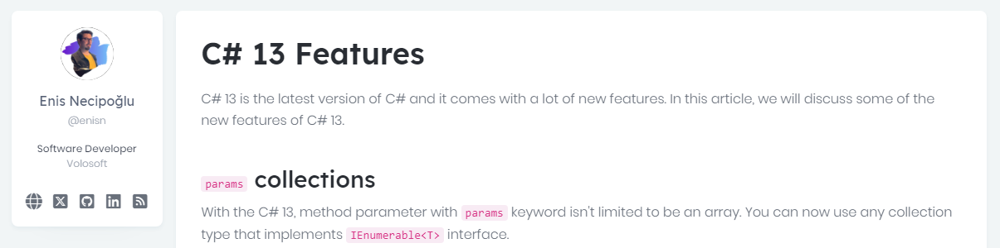 Enis Necipoğlu
@enisn
Software Developer
Volosoft
C# 13 Features
C# 13 is the latest version of C# and it comes with a lot of new features. In this article, we will discuss some of the
new features of C# 13.
params collections
With the C# 13, method parameter with params keyword isn't limited to be an array. You can now use any collection
type that implements IEnumerable<T> interface.